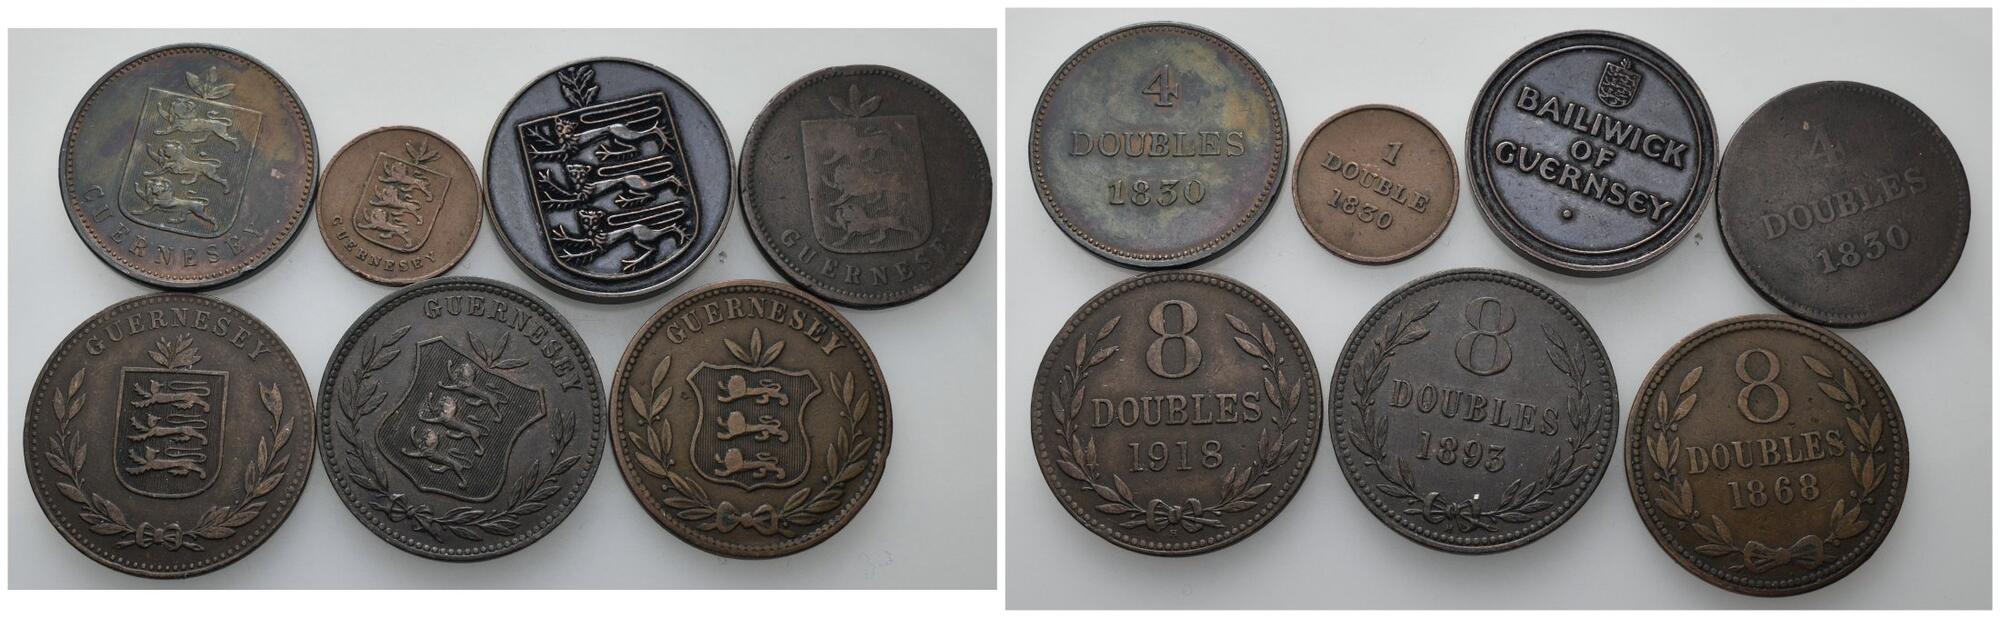 GUERNESEY
GUERNESEY
GUERNESEY
GUERNESEY
GUERNESEY
GUERNESEY
4
DOUBLES
1830
1
DOUBLE
1830
BAILIWICK
OF
GUERNSEY
4
DOUBLES
1830
8
DOUBLES
1918
8
DOUBLES
1893
8
DOUBLES
1868